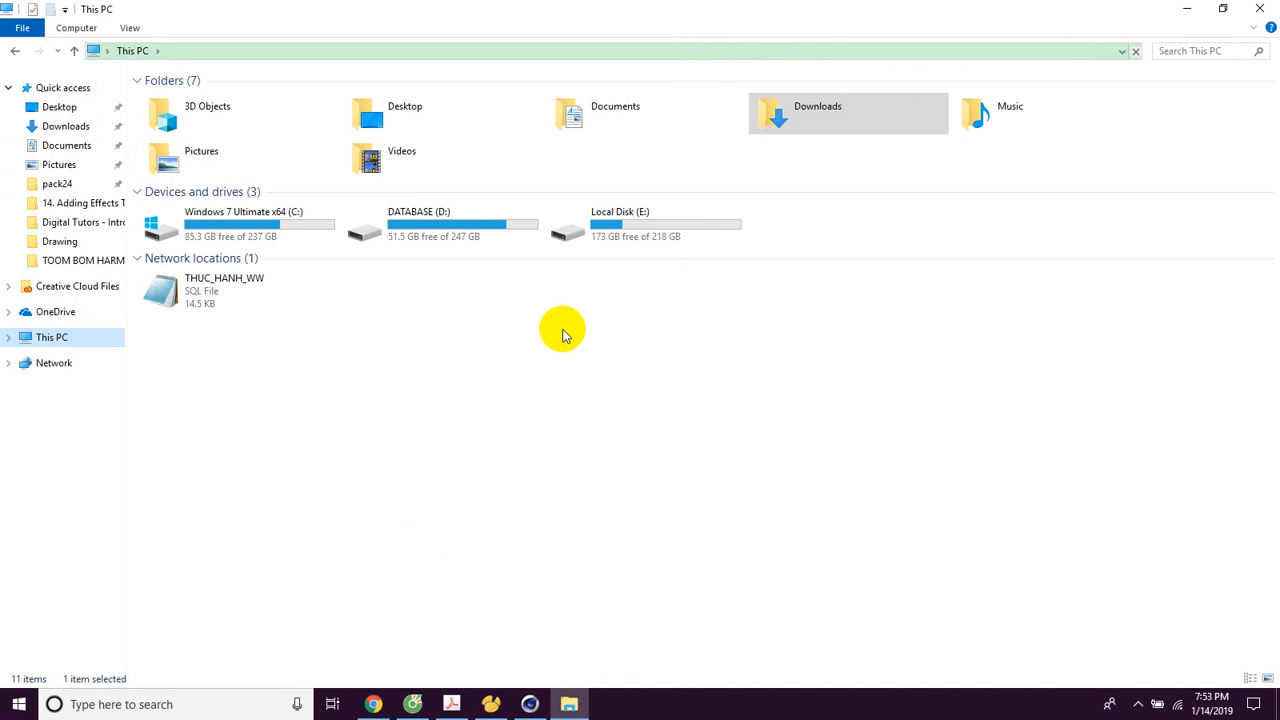 This PC
File
Computer
View
This PC
Search This PC
Quick access
Desktop
Downloads
Documents
Pictures
pack24
14. Adding Effects T
Digital Tutors - Intro
Drawing
TOOM BOM HARM
Creative Cloud Files
OneDrive
This PC
Network
Folders (7)
3D Objects
Desktop
Documents
Downloads
Music
Pictures
Videos
Devices and drives (3)
Windows 7 Ultimate x64 (C:)
85.3 GB free of 237 GB
DATABASE (D:)
51.5 GB free of 247 GB
Local Disk (E:)
173 GB free of 218 GB
Network locations (1)
THUC_HANH_WW
SQL File
14.5 KB
11 items
1 item selected
Type here to search
7:53 PM
1/14/2019